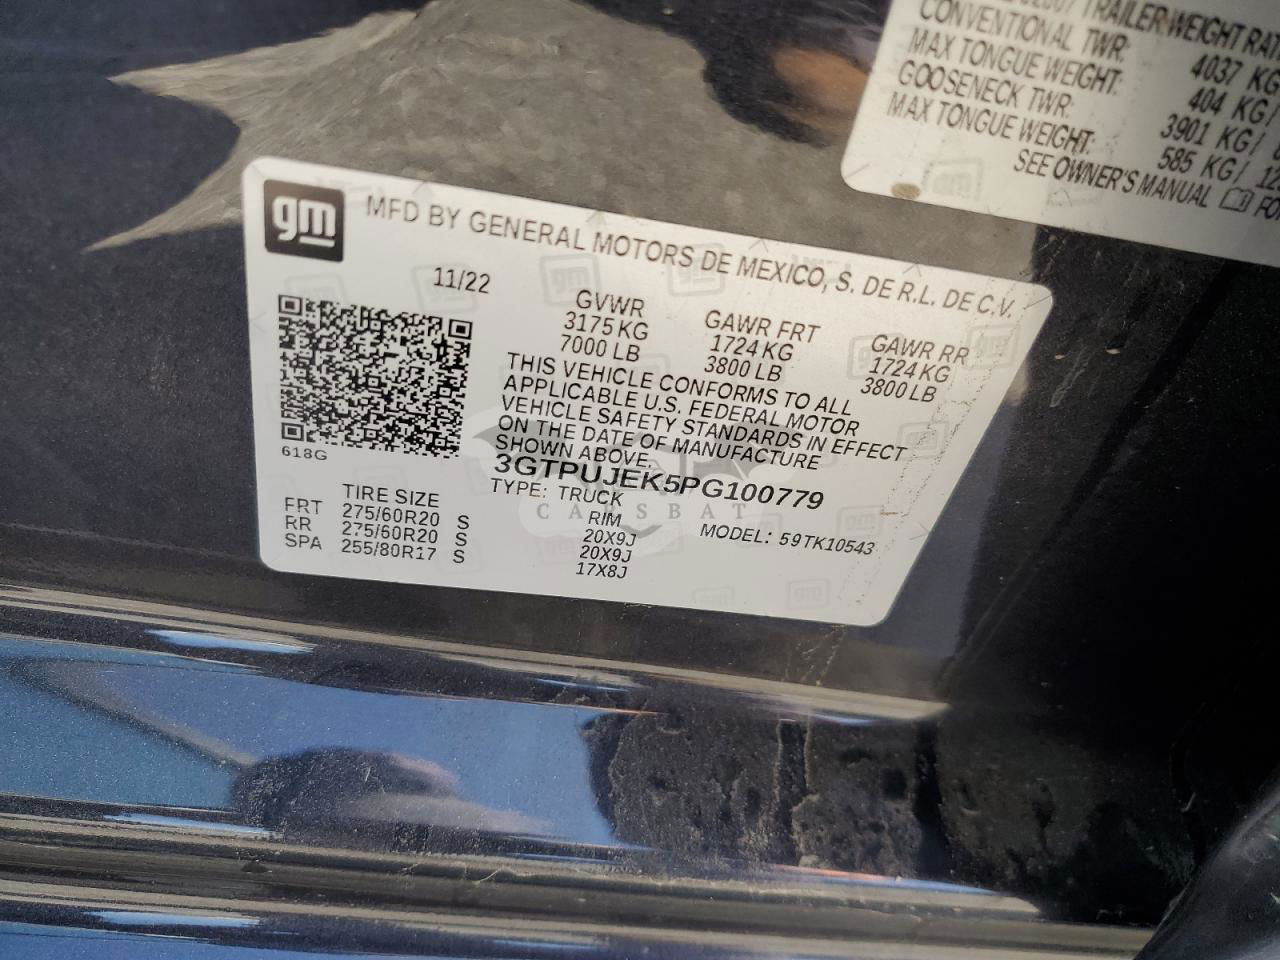 TRAILER WEIGHT
CONVENTIONAL TWR: 4037 KG
MAX TONGUE WEIGHT: 404 KG/
GOOSENECK TWR: 3901 KG/
MAX TONGUE WEIGHT: 585 KG/
SEE OWNER'S MANUAL
gm MFD BY GENERAL MOTORS DE MEXICO, S. DE R.L. DE C.V.
11/22
GVWR GAWR FRT GAWR RR
3175 KG 1724 KG 1724 KG
7000 LB 3800 LB 3800 LB
THIS VEHICLE CONFORMS TO ALL
APPLICABLE U.S. FEDERAL MOTOR
VEHICLE SAFETY STANDARDS IN EFFECT
ON THE DATE OF MANUFACTURE
SHOWN ABOVE.
618G
3GTPUJEK5PG100779
TYPE: TRUCK MODEL: 59TK10543
CARSBAT
TIRE SIZE RIM
FRT 275/60R20 S 20X9J
RR 275/60R20 S 20X9J
SPA 255/80R17 S 17X8J